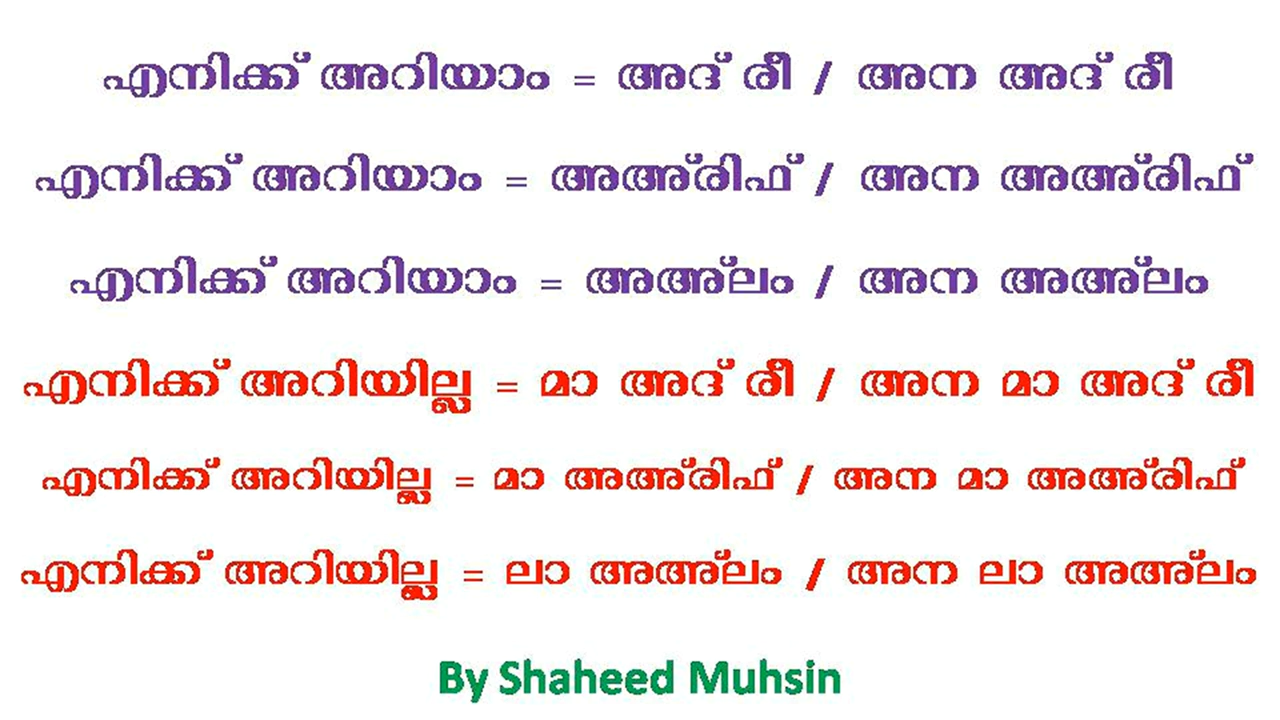 എനിക്ക് അറിയാം = അദ് രീ / അന അദ് രീ
എനിക്ക് അറിയാം = അഅ്രിഫ് / അന അഅ്രിഫ്
എനിക്ക് അറിയാം = അഅ്ലം / അന അഅ്ലം
എനിക്ക് അറിയില്ല = മാ അദ് രീ / അന മാ അദ് രീ
എനിക്ക് അറിയില്ല = മാ അഅ്രിഫ് / അന മാ അഅ്രിഫ്
എനിക്ക് അറിയില്ല = ലാ അഅ്ലം / അന ലാ അഅ്ലം
By Shaheed Muhsin